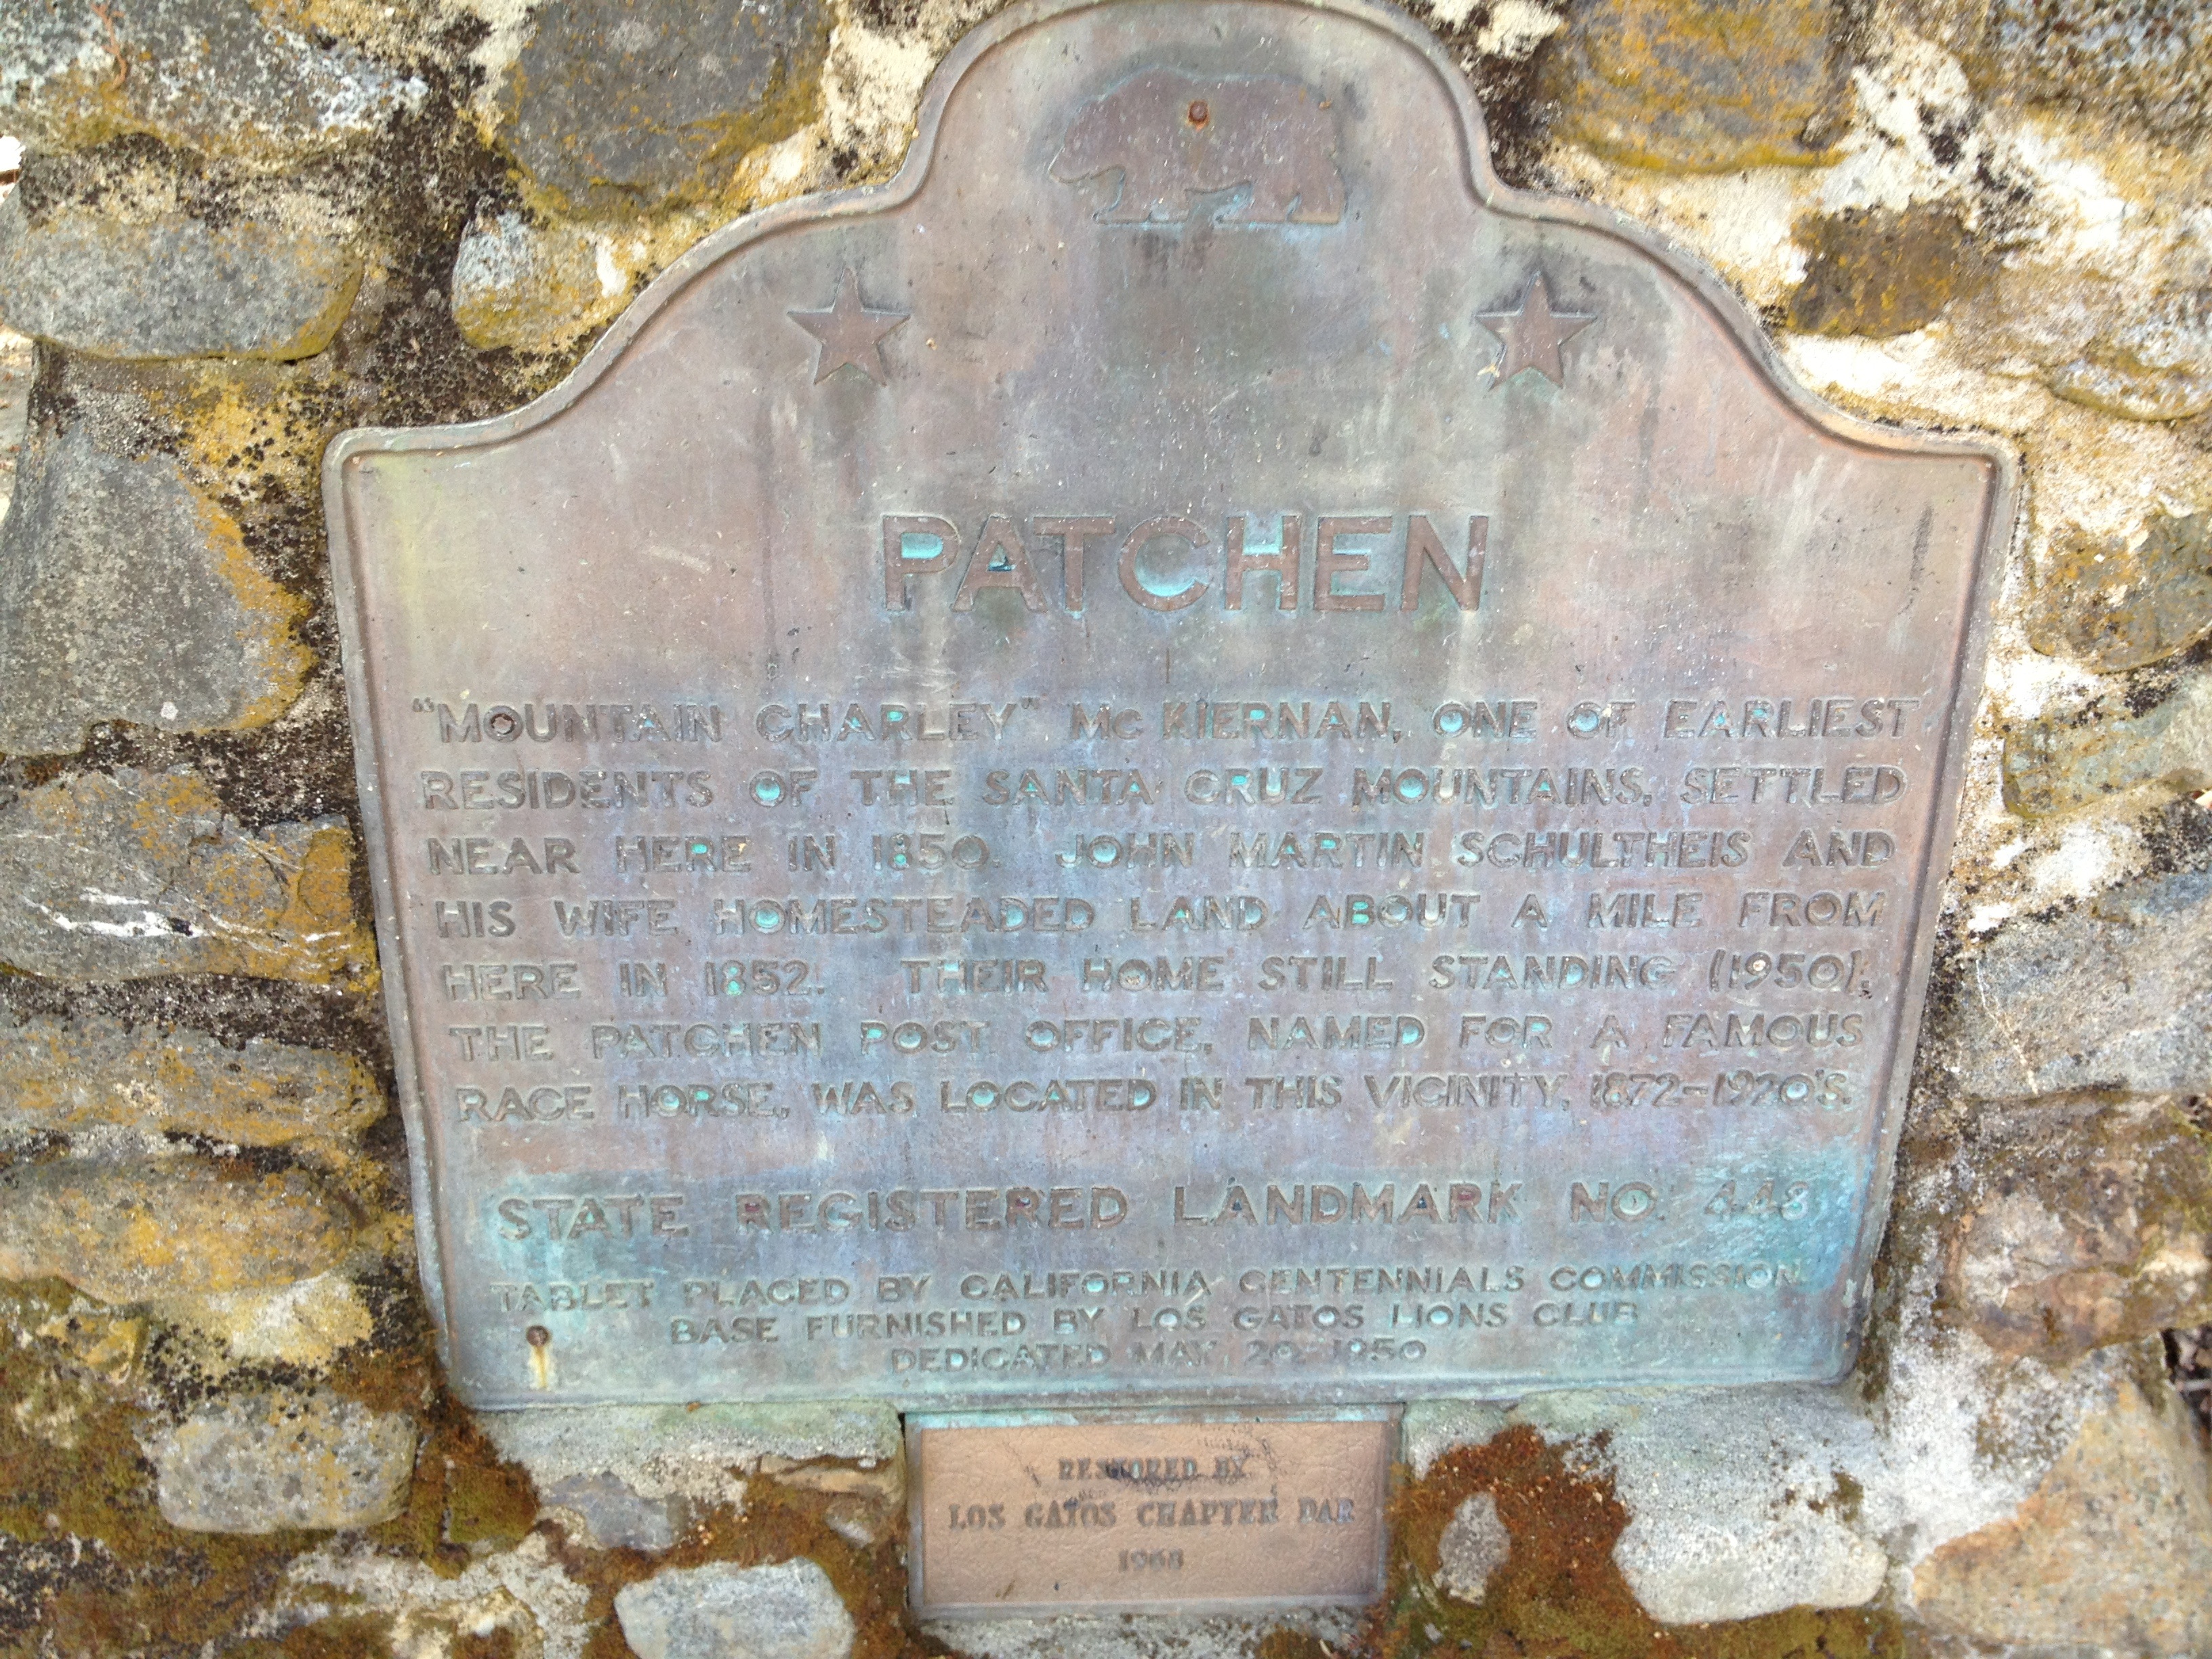 PATCHEN
"MOUNTAIN CHARLEY" Mc KIERNAN, ONE OF EARLIEST
RESIDENTS OF THE SANTA CRUZ MOUNTAINS, SETTLED
NEAR HERE IN 1850. JOHN MARTIN SCHULTHEIS AND
HIS WIFE HOMESTEADED LAND ABOUT A MILE FROM
HERE IN 1852. THEIR HOME STILL STANDING (1950).
THE PATCHEN POST OFFICE, NAMED FOR A FAMOUS
RACE HORSE, WAS LOCATED IN THIS VICINITY, 1872-1920'S.
STATE REGISTERED LANDMARK NO. 448
TABLET PLACED BY CALIFORNIA CENTENNIALS COMMISSION
BASE FURNISHED BY LOS GATOS LIONS CLUB
DEDICATED MAY 1950
RESTORED BY
LOS GATOS CHAPTER DAR